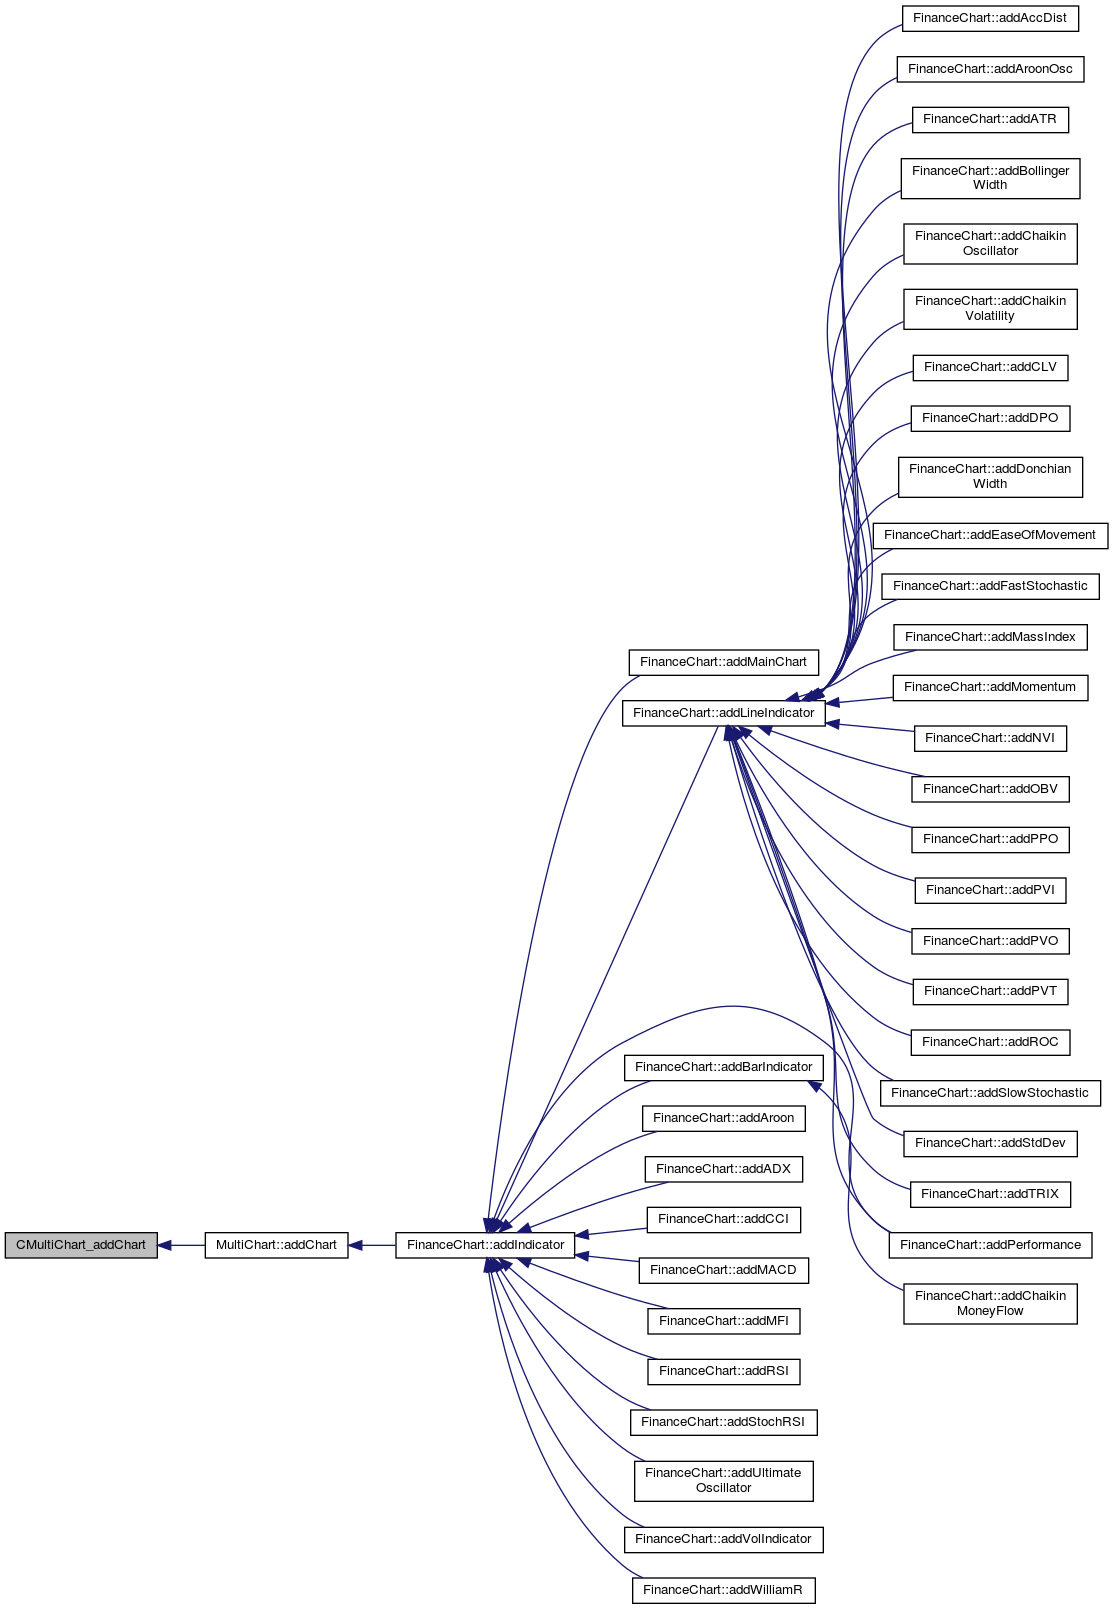 FinanceChart::addAccDist
FinanceChart::addAroonOsc
FinanceChart::addATR
FinanceChart::addBollinger
Width
FinanceChart::addChaikin
Oscillator
FinanceChart::addChaikin
Volatility
FinanceChart::addCLV
FinanceChart::addDPO
FinanceChart::addDonchian
Width
FinanceChart::addEaseOfMovement
FinanceChart::addFastStochastic
FinanceChart::addMassIndex
FinanceChart::addMainChart
FinanceChart::addMomentum
FinanceChart::addLineIndicator
FinanceChart::addNVI
FinanceChart::addOBV
FinanceChart::addPPO
FinanceChart::addPVI
FinanceChart::addPVO
FinanceChart::addPVT
FinanceChart::addROC
FinanceChart::addBarIndicator
FinanceChart::addSlowStochastic
FinanceChart::addAroon
FinanceChart::addStdDev
FinanceChart::addADX
FinanceChart::addTRIX
FinanceChart::addCCI
CMultiChart_addChart
MultiChart::addChart
FinanceChart::addIndicator
FinanceChart::addPerformance
FinanceChart::addMACD
FinanceChart::addChaikin
MoneyFlow
FinanceChart::addMFI
FinanceChart::addRSI
FinanceChart::addStochRSI
FinanceChart::addUltimate
Oscillator
FinanceChart::addVolIndicator
FinanceChart::addWilliamR